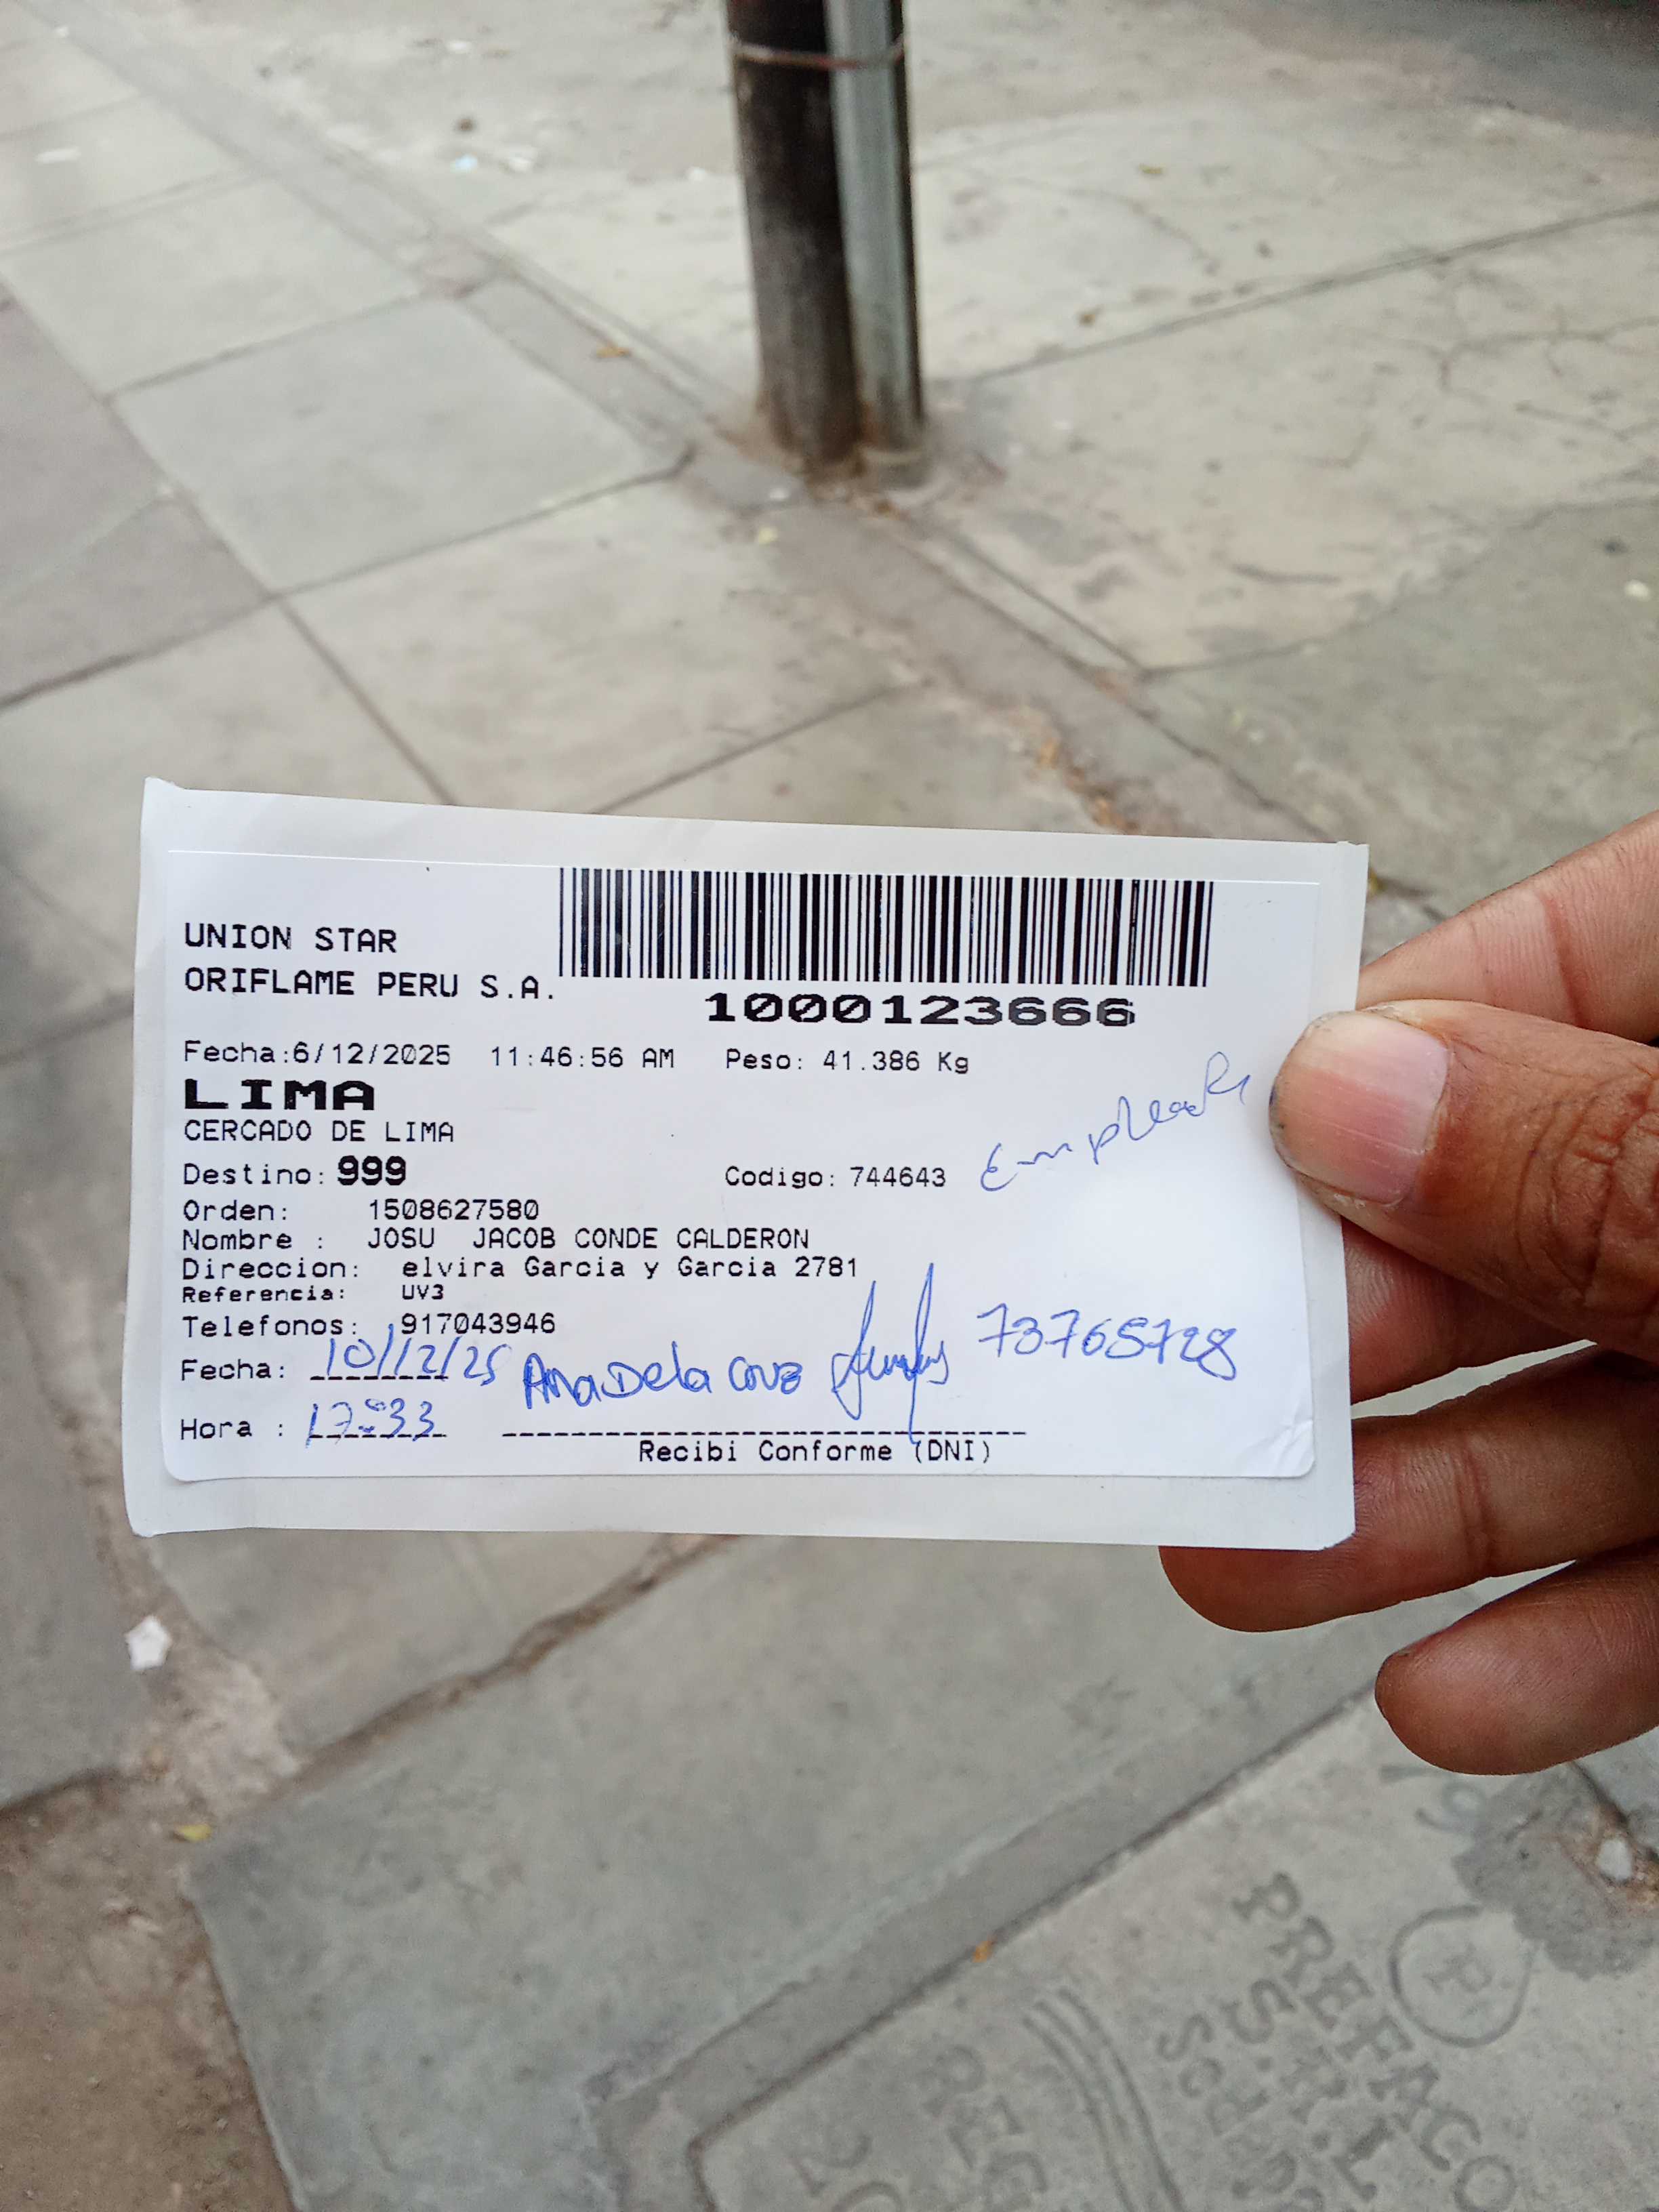 UNION STAR
ORIFLAME PERU S.A.
1000123666
Fecha:6/12/2025 11:46:56 AM Peso: 41.386 Kg
LIMA
CERCADO DE LIMA
Destino: 999 Codigo: 744643
Orden: 1508627580
Nombre : JOSU JACOB CONDE CALDERON
Direccion: elvira Garcia y Garcia 2781
Referencia: UV3
Telefonos: 917043946
Fecha: 10/12/25 Ana Dela cruz 73765728
Hora : 17:33
Recibi Conforme (DNI)
P
PREFACO
S.R.L